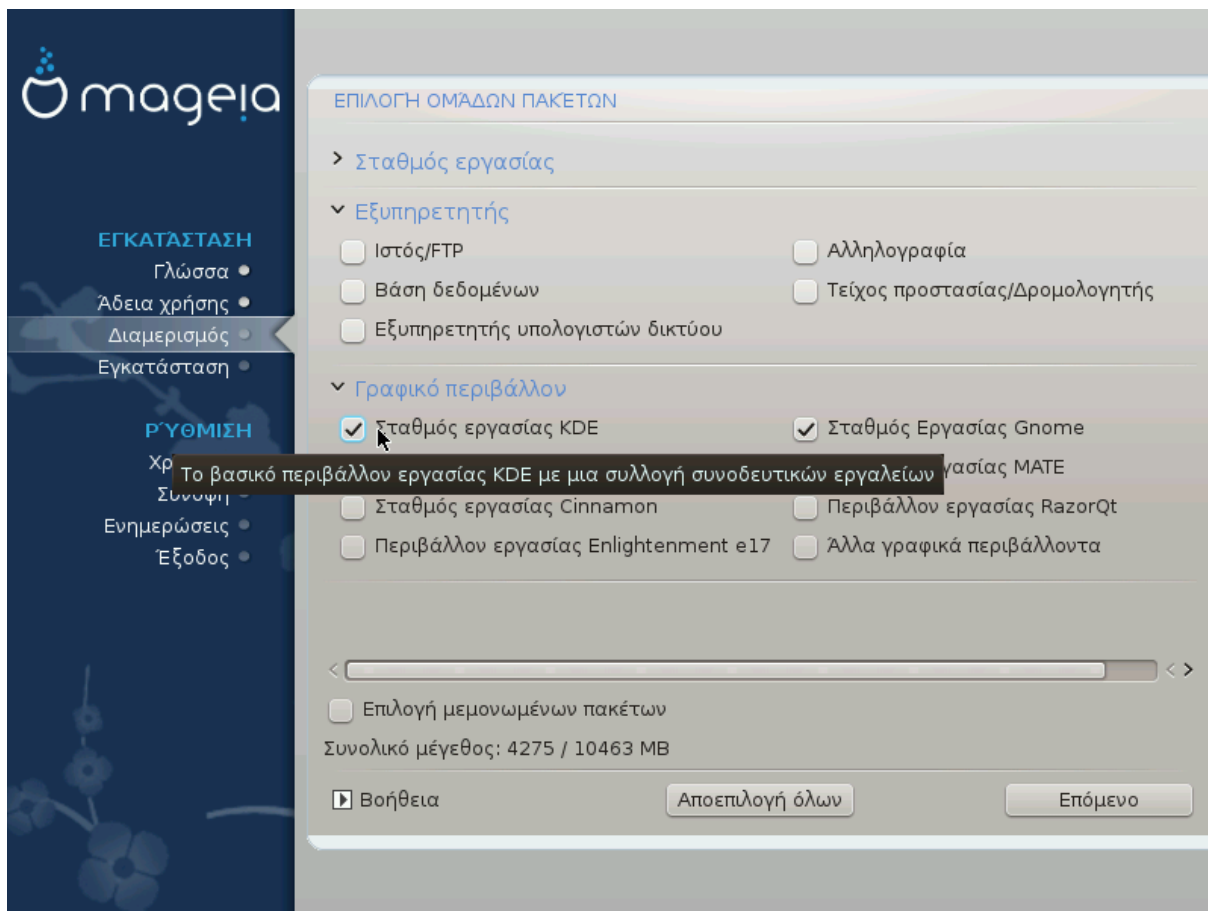 mageia
ΕΓΚΑΤΆΣΤΑΣΗ
Γλώσσα
Άδεια χρήσης
Διαμερισμός
Εγκατάσταση
ΡΎΘΜΙΣΗ
Ενημερώσεις
Έξοδος
ΕΠΙΛΟΓΉ ΟΜΆΔΩΝ ΠΑΚΈΤΩΝ
Σταθμός εργασίας
Εξυπηρετητής
Ιστός/FTP
Αλληλογραφία
Βάση δεδομένων
Τείχος προστασίας/Δρομολογητής
Εξυπηρετητής υπολογιστών δικτύου
Γραφικό περιβάλλον
Σταθμός εργασίας KDE
Σταθμός Εργασίας Gnome
Το βασικό περιβάλλον εργασίας KDE με μια συλλογή συνοδευτικών εργαλείων
MATE
Σταθμός εργασίας Cinnamon
Περιβάλλον εργασίας RazorQt
Περιβάλλον εργασίας Enlightenment e17
Άλλα γραφικά περιβάλλοντα
Επιλογή μεμονωμένων πακέτων
Συνολικό μέγεθος: 4275 / 10463 MB
Βοήθεια
Αποεπιλογή όλων
Επόμενο